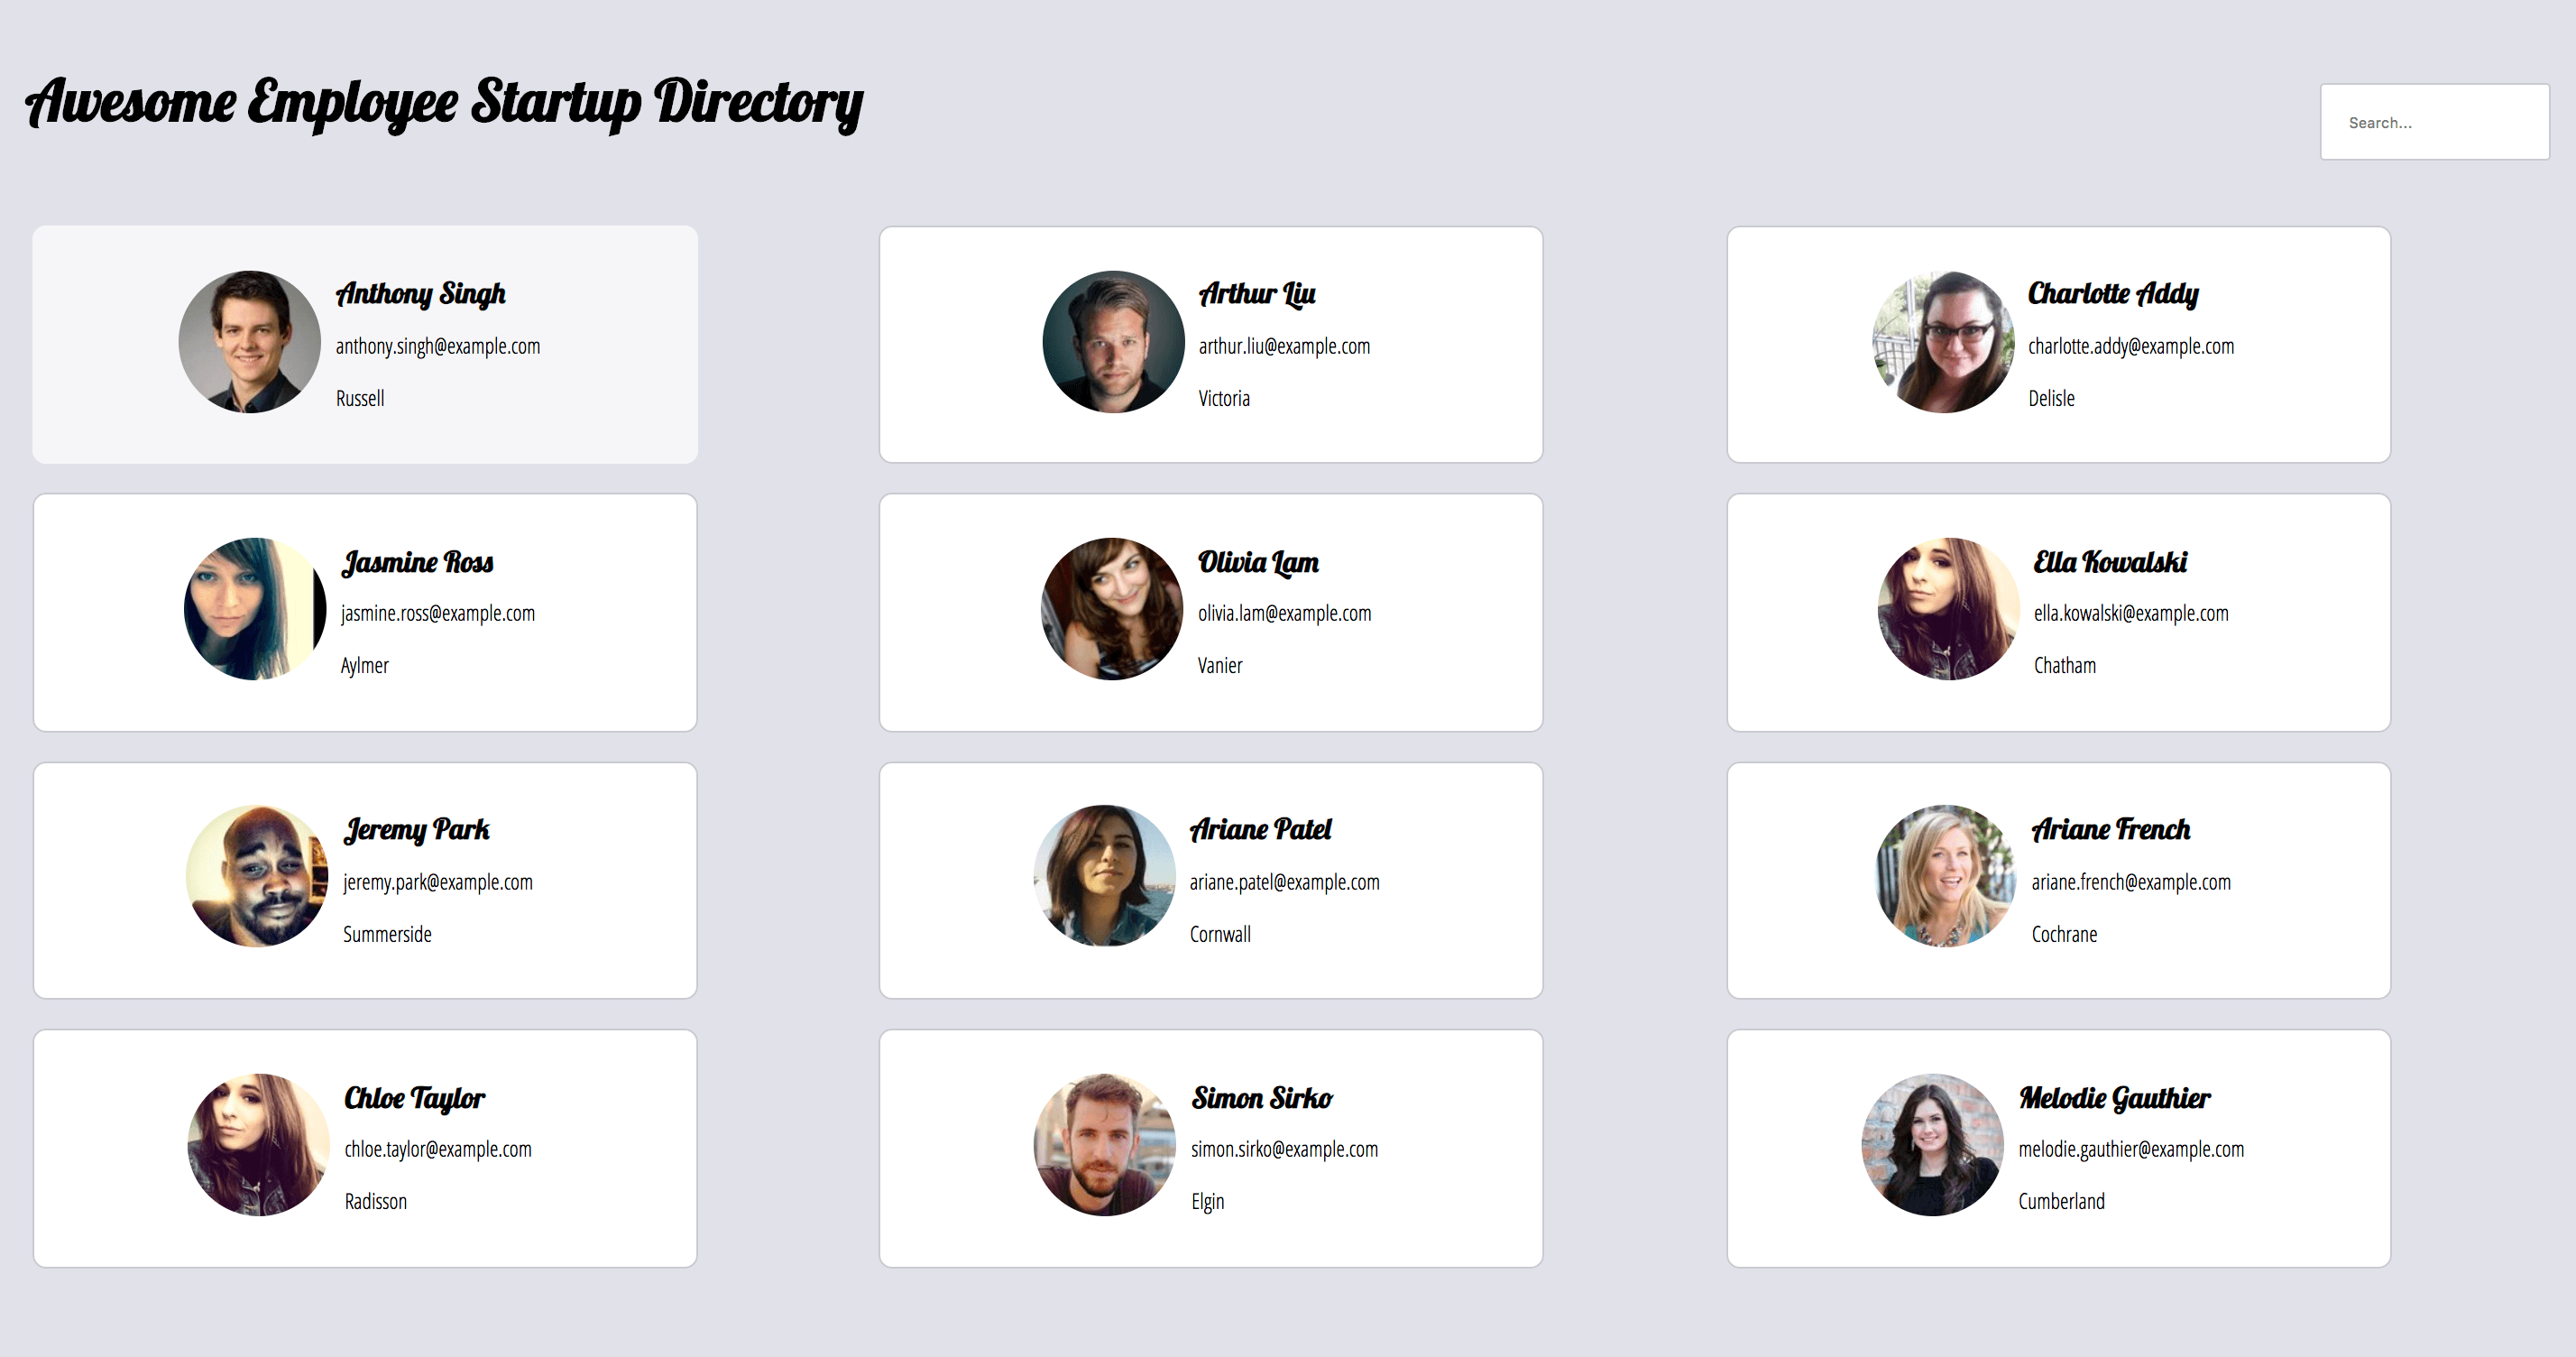 Awesome Employee Startup Directory
Search...
Anthony Singh
anthony.singh@example.com
Russell
Arthur Liu
arthur.liu@example.com
Victoria
Charlotte Addy
charlotte.addy@example.com
Delisle
Jasmine Ross
jasmine.ross@example.com
Aylmer
Olivia Lam
olivia.lam@example.com
Vanier
Ella Kowalski
ella.kowalski@example.com
Chatham
Jeremy Park
jeremy.park@example.com
Summerside
Ariane Patel
ariane.patel@example.com
Cornwall
Ariane French
ariane.french@example.com
Cochrane
Chloe Taylor
chloe.taylor@example.com
Radisson
Simon Sirko
simon.sirko@example.com
Elgin
Melodie Gauthier
melodie.gauthier@example.com
Cumberland